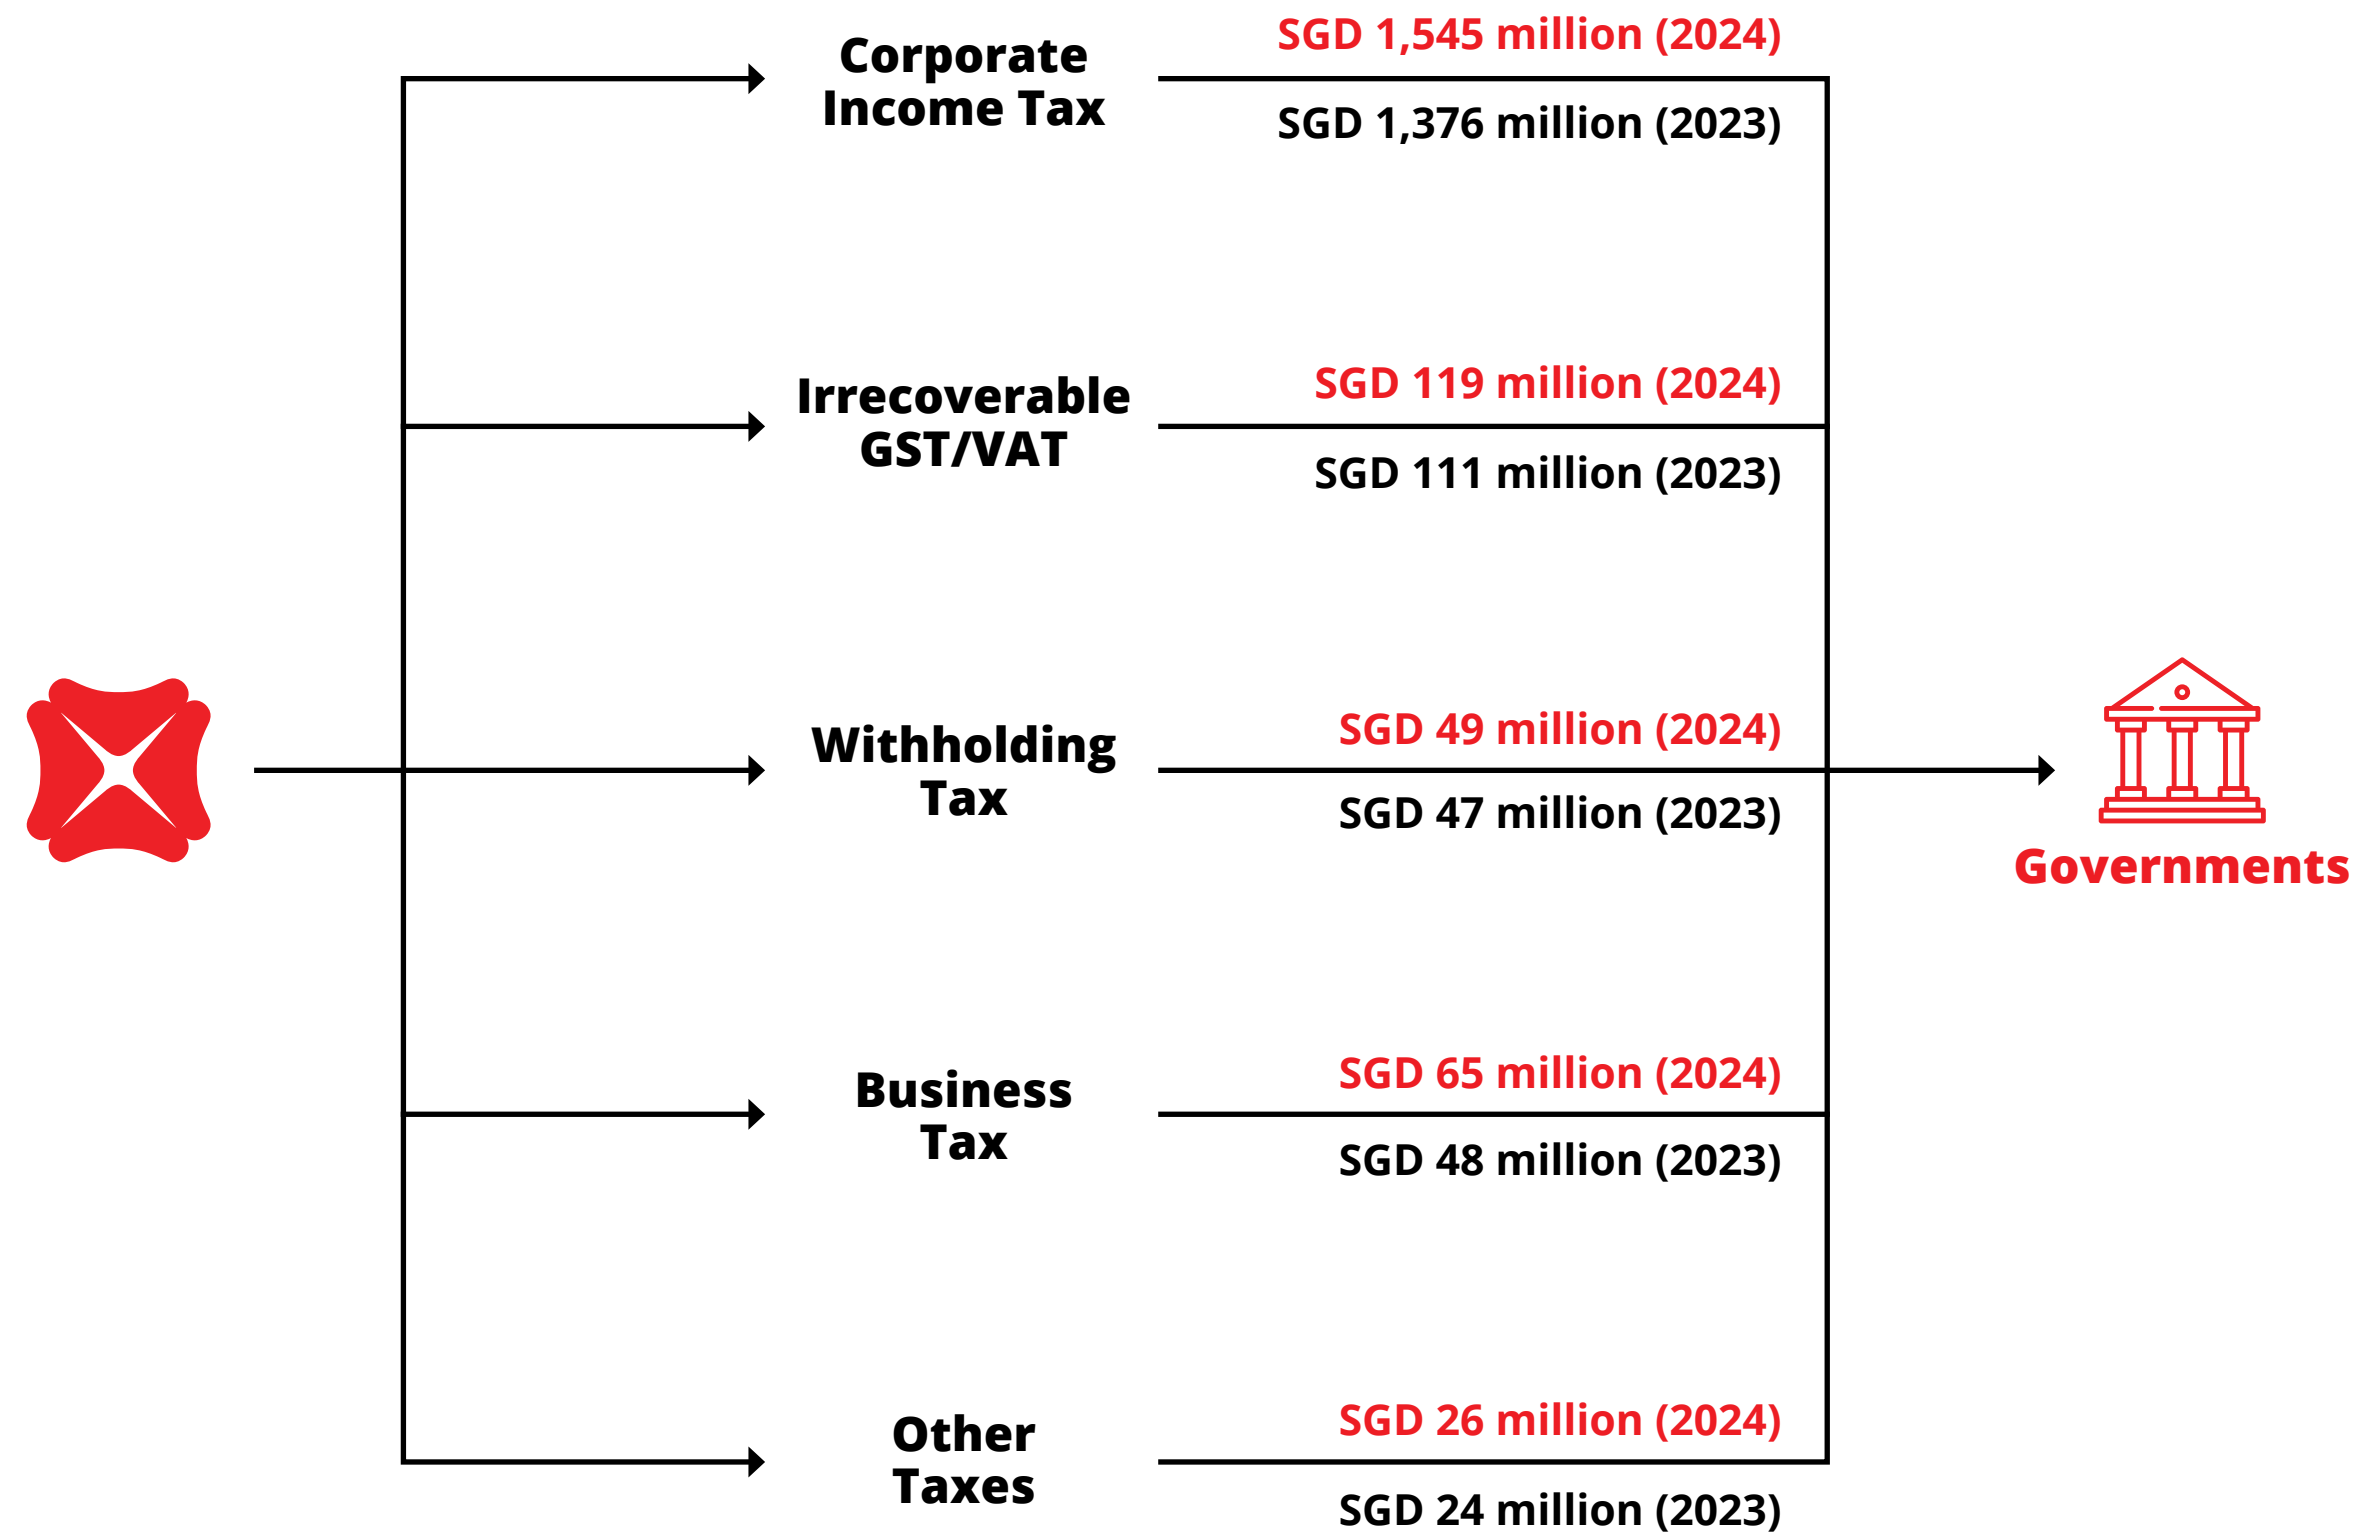 Corporate
Income Tax
SGD 1,545 million (2024)
SGD 1,376 million (2023)
Irrecoverable
GST/VAT
SGD 119 million (2024)
SGD 111 million (2023)
Withholding
Tax
SGD 49 million (2024)
SGD 47 million (2023)
Business
Tax
SGD 65 million (2024)
SGD 48 million (2023)
Other
Taxes
SGD 26 million (2024)
SGD 24 million (2023)
Governments